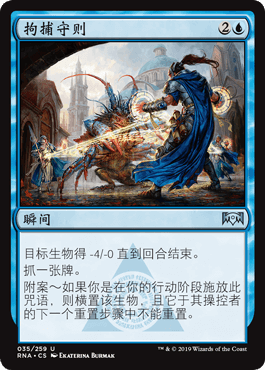 拘捕守则 2
瞬间
目标生物得 -4/-0 直到回合结束。
抓一张牌。
附案～如果你是在你的行动阶段施放此
咒语，则横置该生物，且它于其操控者
的下一个重置步骤中不能重置。
035/259 U
RNA • CS EKATERINA BURMAK
™ & © 2019 Wizards of the Coast